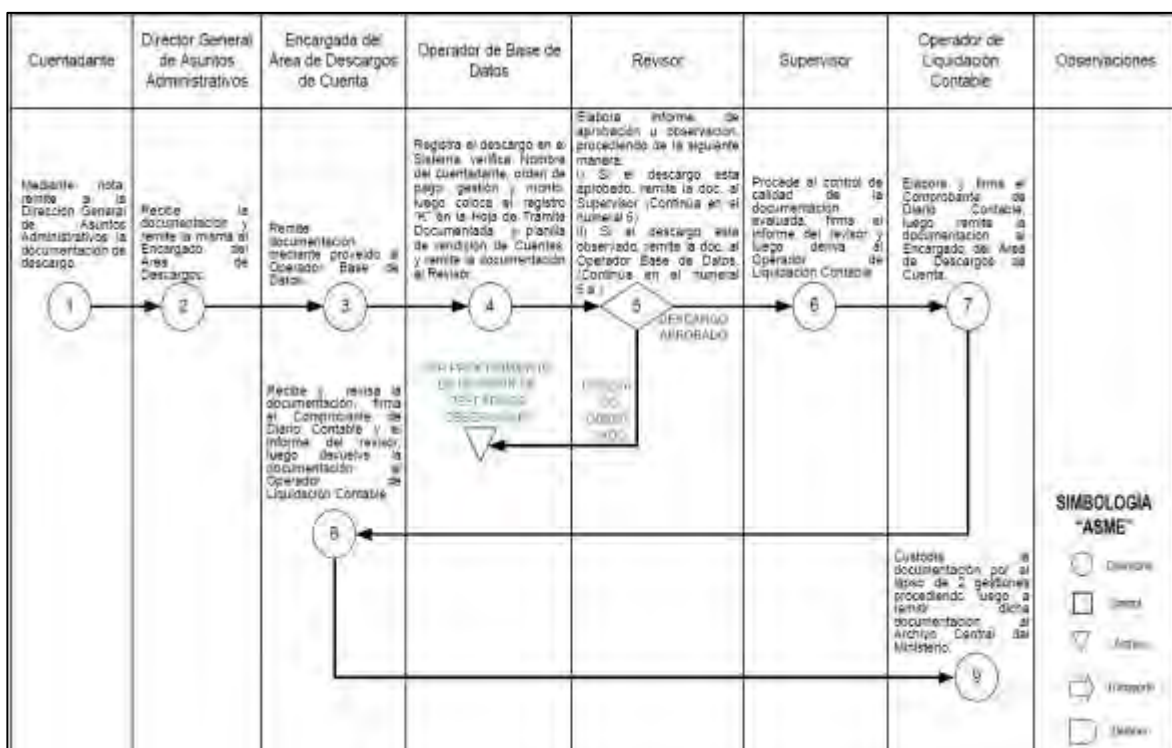 Cuentadante
Director General
de Asuntos
Administrativos
Encargada del
Área de Descargos
de Cuenta
Operador de Base de
Datos
Revisor
Supervisor
Operador de
Liquidación
Contable
Observaciones
Mediante nota,
remite a la
Dirección General
de Asuntos
Administrativos la
documentación de
descargo.
1
Recibe la
documentación y
remite la misma al
Encargado del
Área de
Descargos.
2
Remite
documentación
mediante proveído al
Operador Base de
Datos.
3
Registra el descargo en el
Sistema, verifica: Nombre
del cuentadante, orden de
pago, gestión y monto,
luego coloca el registro
"K" en la Hoja de Trámite
Documentada y planilla
de rendición de Cuentas,
y remite la documentación
al Revisor.
4
Elabora informe de
aprobación u observación,
procediendo de la siguiente
manera:
i) Si el descargo esta
aprobado, remite la doc. al
Supervisor (Continúa en el
numeral 6)
ii) Si el descargo esta
observado, remite la doc. al
Operador Base de Datos.
(Continúa en el numeral
5
DESCARGO
APROBADO
Procede al control de
calidad de la
documentación
evaluada, firma el
informe del revisor y
luego deriva al
Operador de
Liquidación Contable
6
Elabora y firma el
Comprobante de
Diario Contable,
luego remite la
documentación al
Encargado del Área
de Descargos de
Cuenta.
7
Recibe y revisa la
documentación, firma
el Comprobante de
Diario Contable y el
informe del revisor,
luego devuelve la
documentación al
Operador de
Liquidación Contable
8
Custodia la
documentación por el
lapso de 2 gestiones
procediendo luego a
remitir dicha
documentación al
Archivo Central del
Ministerio.
9
SIMBOLOGÍA
"ASME"